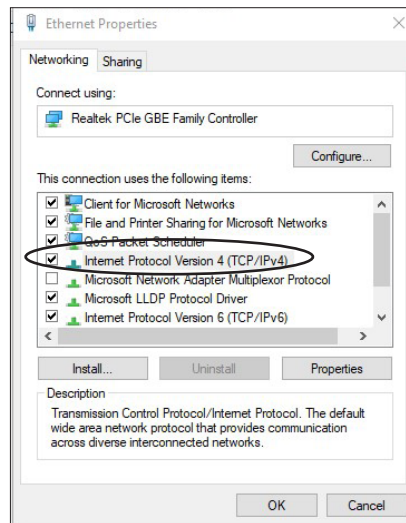 Ethernet Properties
Networking Sharing
Connect using:
Realtek PCIe GBE Family Controller
Configure...
This connection uses the following items:
Client for Microsoft Networks
File and Printer Sharing for Microsoft Networks
QoS Packet Scheduler
Internet Protocol Version 4 (TCP/IPv4)
Microsoft Network Adapter Multiplexor Protocol
Microsoft LLDP Protocol Driver
Internet Protocol Version 6 (TCP/IPv6)
Install... Uninstall Properties
Description
Transmission Control Protocol/Internet Protocol. The default
wide area network protocol that provides communication
across diverse interconnected networks.
OK Cancel